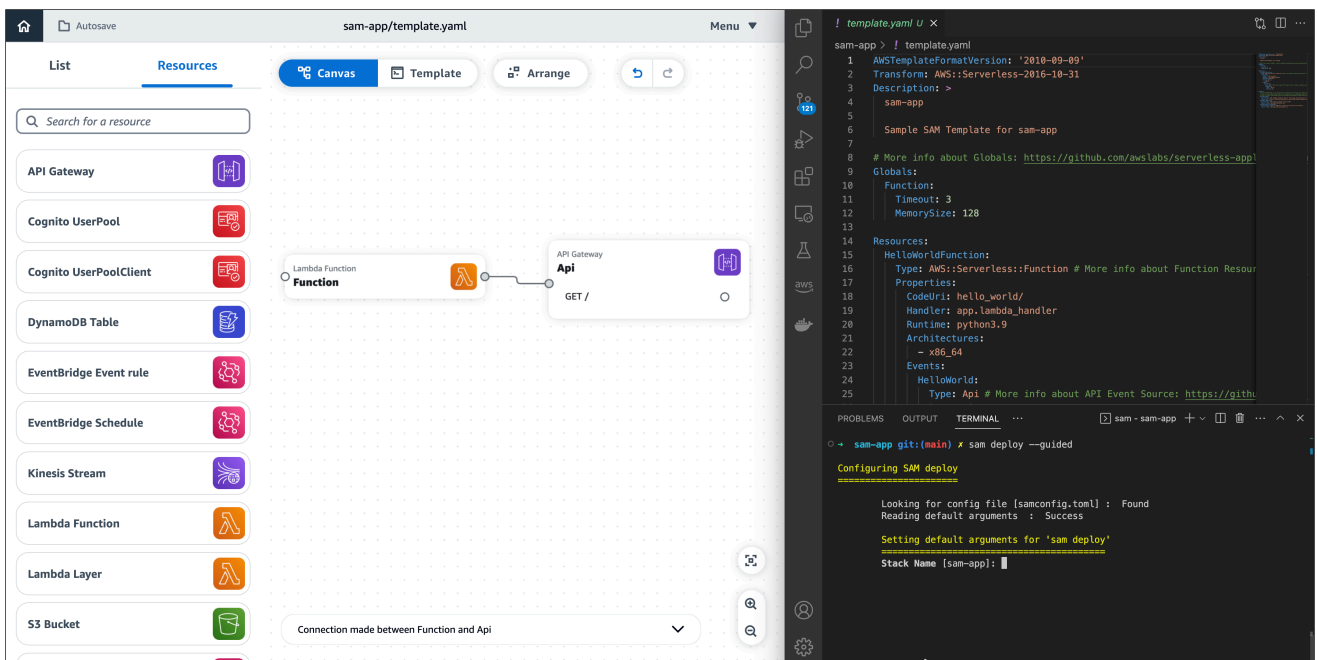 Autosave
sam-app/template.yaml
Menu
List
Resources
Canvas
Template
Arrange
Search for a resource
API Gateway
Cognito UserPool
Cognito UserPoolClient
DynamoDB Table
EventBridge Event rule
EventBridge Schedule
Kinesis Stream
Lambda Function
Lambda Layer
S3 Bucket
Lambda Function
Function
API Gateway
Api
GET /
Connection made between Function and Api
121
aws
! template.yaml U
sam-app > ! template.yaml
1 AWSTemplateFormatVersion: '2010-09-09'
2 Transform: AWS::Serverless-2016-10-31
3 Description: >
4 sam-app
5
6 Sample SAM Template for sam-app
7
8 # More info about Globals: https://github.com/awslabs/serverless-appl
9 Globals:
10 Function:
11 Timeout: 3
12 MemorySize: 128
13
14 Resources:
15 HelloWorldFunction:
16 Type: AWS::Serverless::Function # More info about Function Resour
17 Properties:
18 CodeUri: hello_world/
19 Handler: app.lambda_handler
20 Runtime: python3.9
21 Architectures:
22 - x86_64
23 Events:
24 HelloWorld:
25 Type: Api # More info about API Event Source: https://githu
PROBLEMS OUTPUT TERMINAL ··· sam - sam-app
→ sam-app git:(main) ✗ sam deploy --guided
Configuring SAM deploy
======================
Looking for config file [samconfig.toml] : Found
Reading default arguments : Success
Setting default arguments for 'sam deploy'
=========================================
Stack Name [sam-app]: